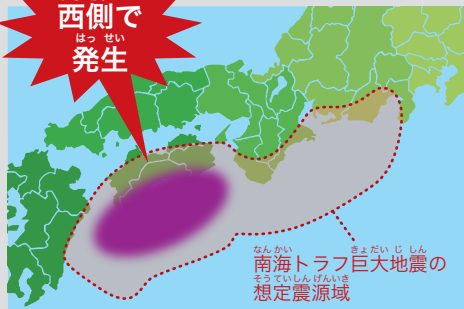 西側で
はっ せい
発生
なんかい きょだい じ しん
南海トラフ巨大地震の
そうていしんげんいき
想定震源域